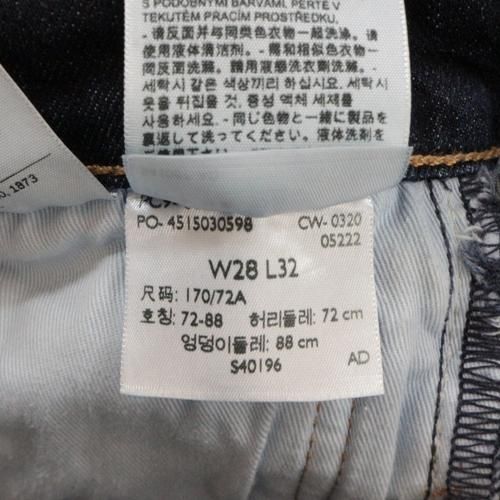 S PODOBNÝMI BARVAMI. PERTE V
TEKUTÉM PRACÍM PROSTŘEDKU.
- 请反面并与同类色衣物一起洗涤。请
使用液体清洁剂。- 需和相似色衣物一
同反面洗滌。請用液態洗衣劑洗滌。-
세탁시 같은 색상끼리 하십시요. 세탁시
옷을 뒤집을 것. 중성 액체 세제를
사용하세요. - 同じ色物と一緒に製品を
裏返して洗ってください。液体洗剤を
0. 1873
PO- 4515030598 CW- 0320
05222
W28 L32
尺码: 170/72A
호칭: 72-88 허리둘레: 72 cm
엉덩이둘레: 88 cm
S40196 AD